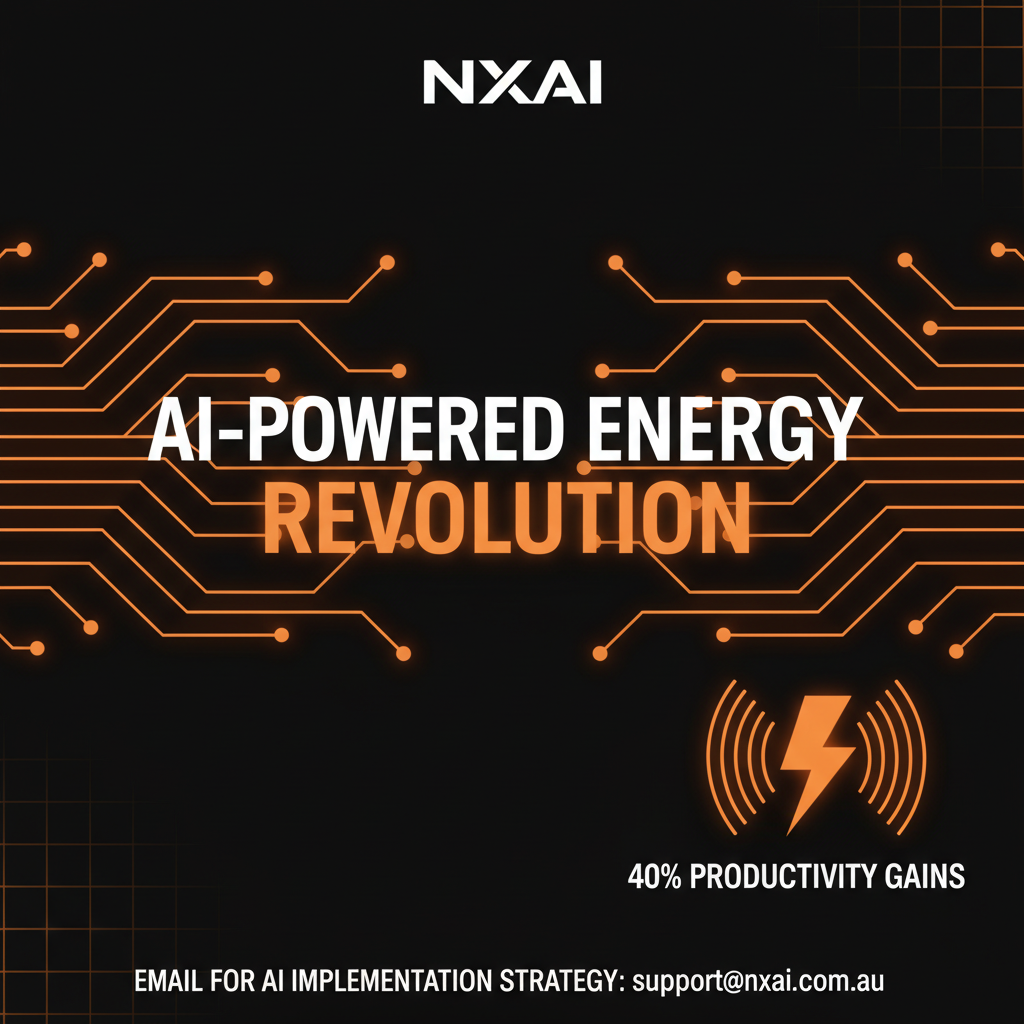 NXAI
AI-POWERED ENERGY
REVOLUTION
40% PRODUCTIVITY GAINS
EMAIL FOR AI IMPLEMENTATION STRATEGY: support@nxai.com.au